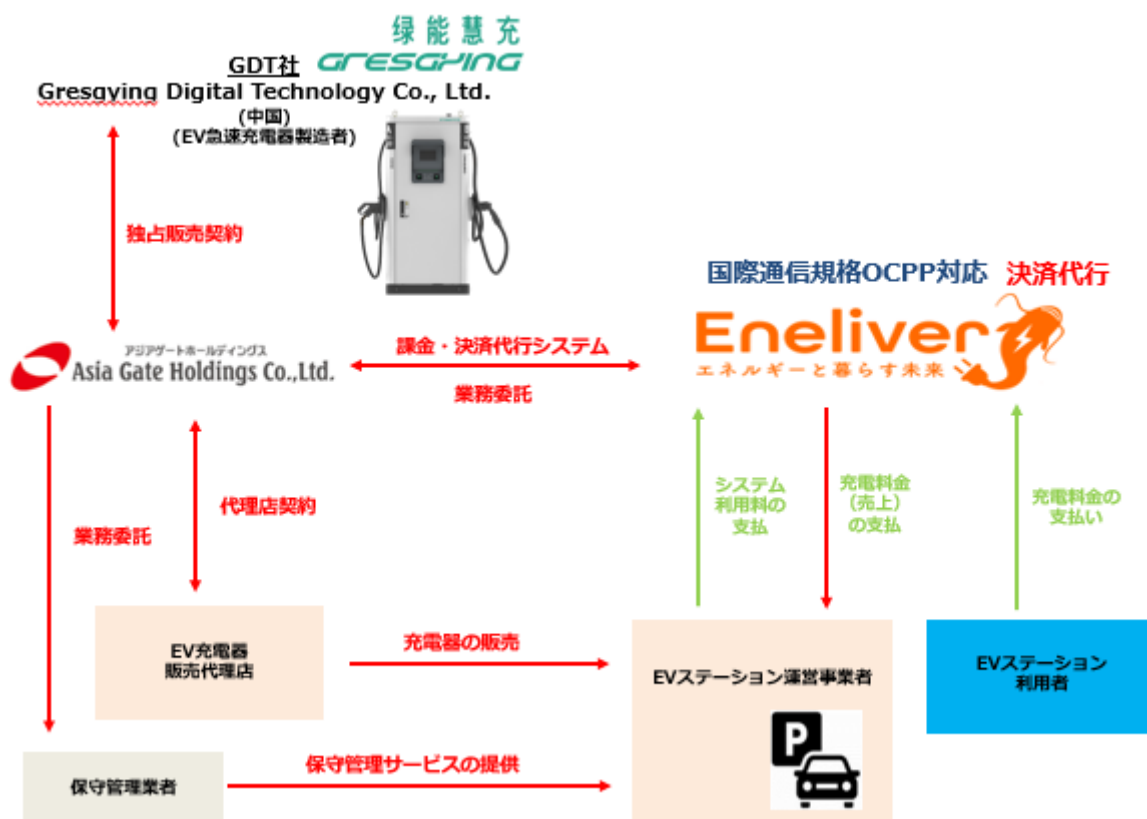 绿能慧充
GRESGYING
GDT社
Gresgying Digital Technology Co., Ltd.
(中国)
(EV急速充電器製造者)
独占販売契約
国際通信規格OCPP対応 決済代行
Eneliver
エネルギーと暮らす未来
アジアゲートホールディングス
Asia Gate Holdings Co.,Ltd.
課金・決済代行システム
業務委託
代理店契約
業務委託
システム
利用料の
支払
充電料金
(売上)
の支払
充電料金の
支払い
EV充電器
販売代理店
充電器の販売
EVステーション運営事業者
P
EVステーション
利用者
保守管理業者
保守管理サービスの提供